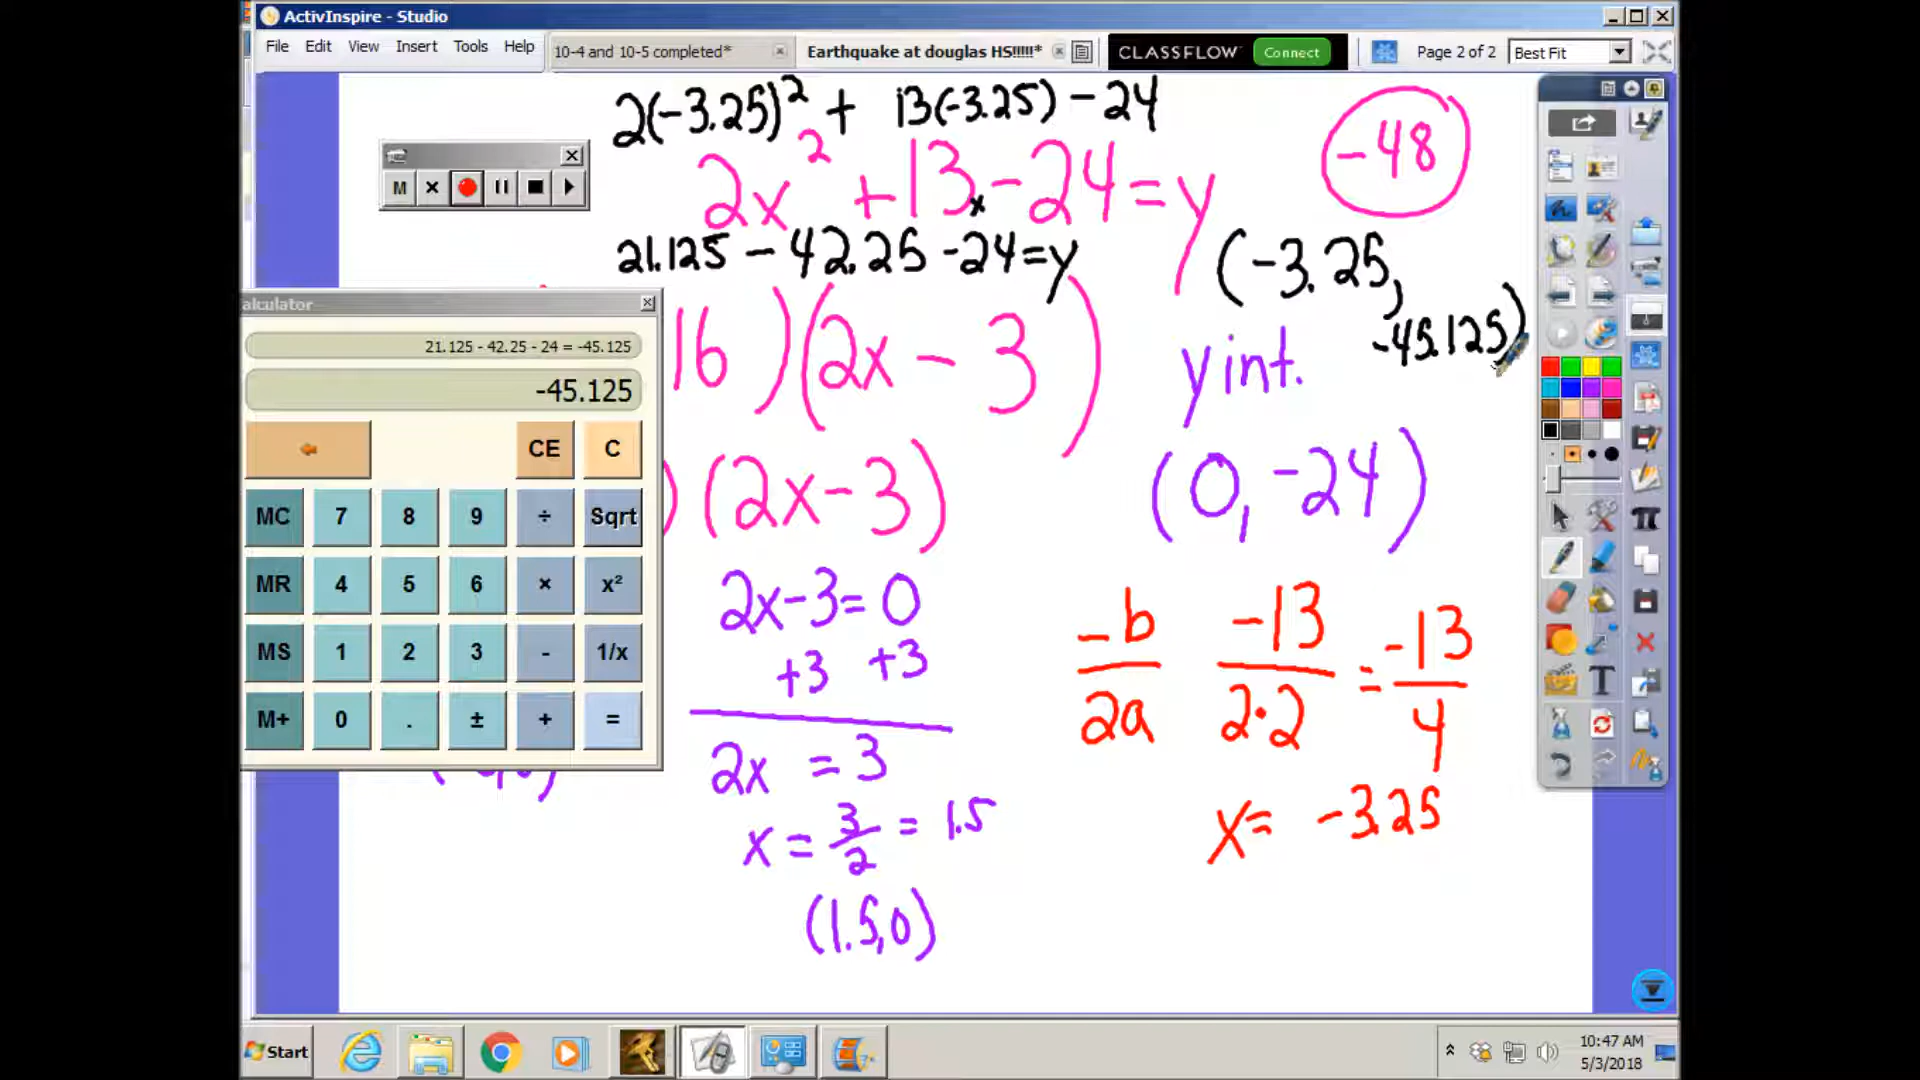 ActivInspire - Studio
File Edit View Insert Tools Help
10-4 and 10-5 completed*
Earthquake at douglas HS!!!!!*
CLASSFLOW Connect
Page 2 of 2
Best Fit
2(-3.25)² + 13(-3.25) - 24
2x² + 13x - 24 = y
-48
21.125 - 42.25 - 24 = y
(-3.25, -45.125)
M
alculator
21.125 - 42.25 - 24 = -45.125
-45.125
CE C
MC 7 8 9 ÷ Sqrt
MR 4 5 6 × x²
MS 1 2 3 - 1/x
M+ 0 . ± + =
16)(2x - 3)
y int.
)(2x-3)
(0, -24)
2x-3=0
+3 +3
2x = 3
x = 3/2 = 1.5
(1.5,0)
-b/2a -13/2·2 = -13/4
x= -3.25
Start
10:47 AM
5/3/2018